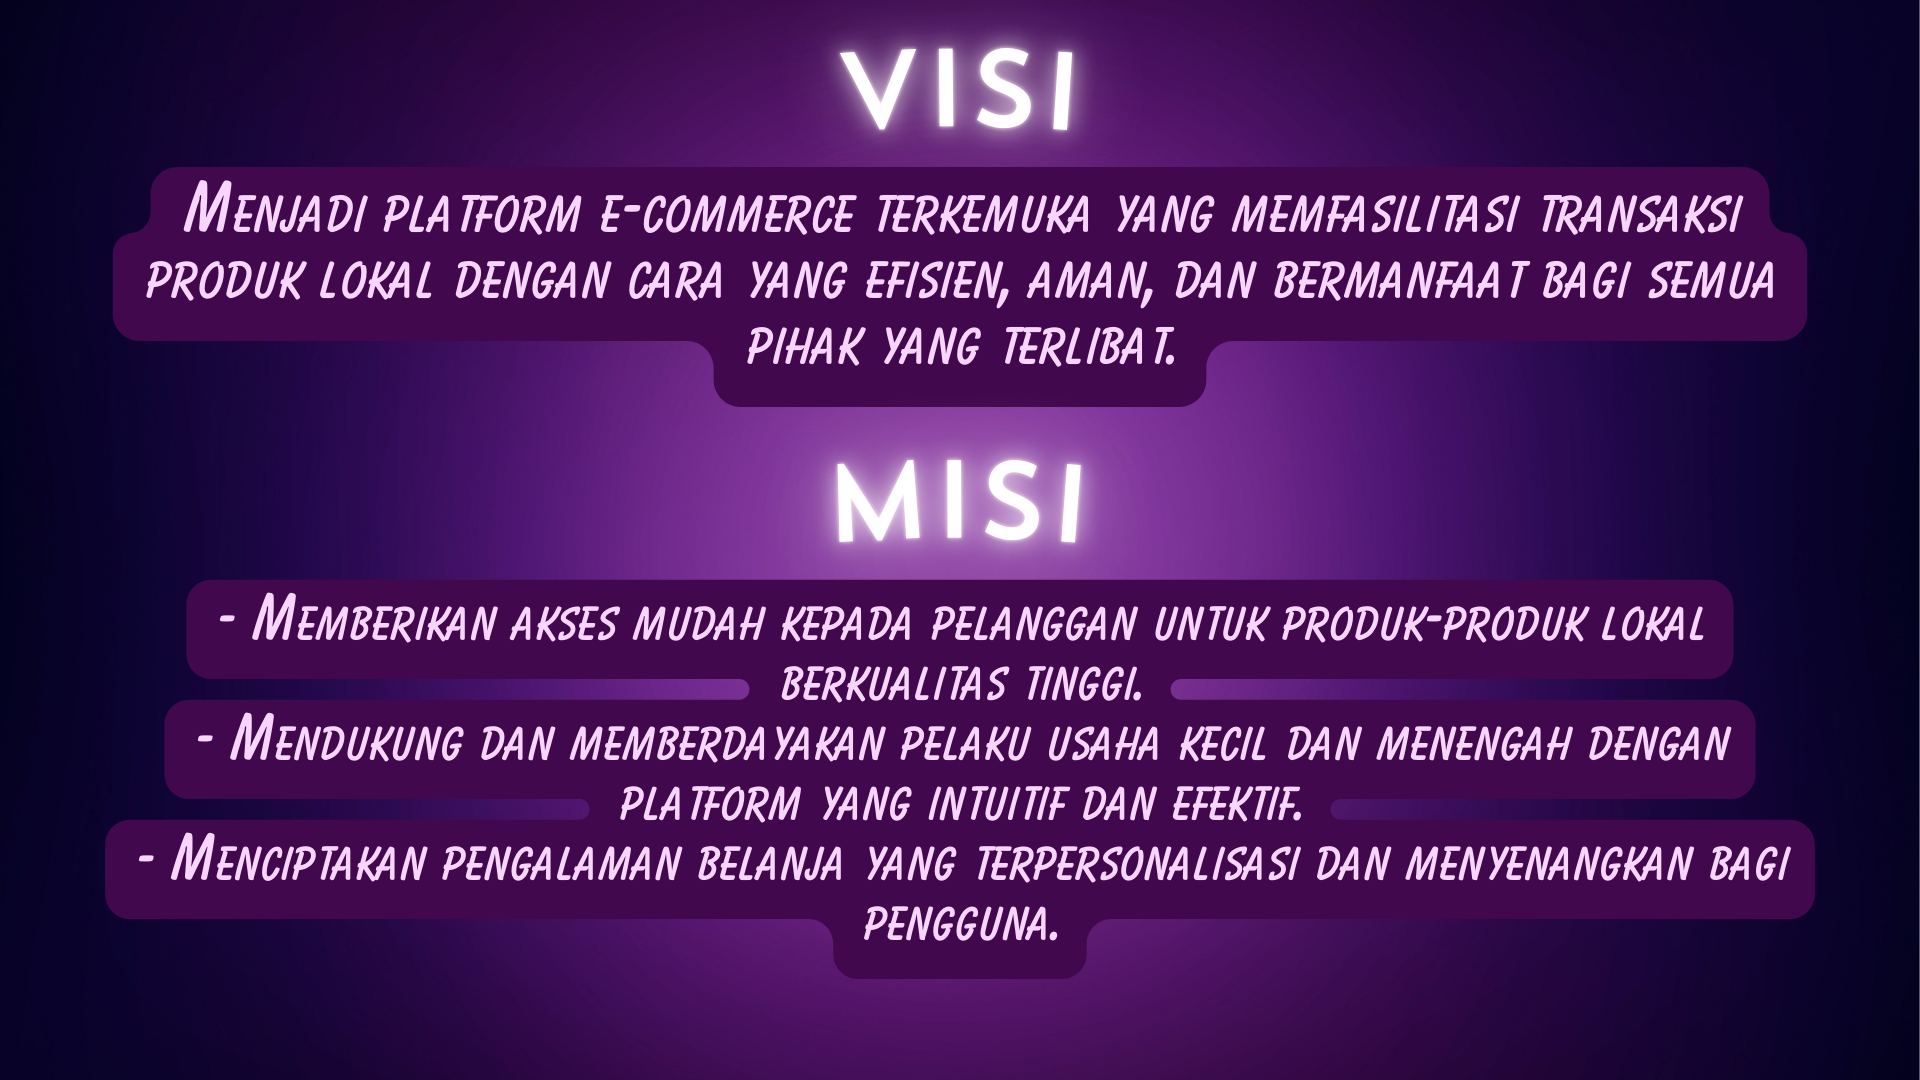 VISI
Menjadi platform e-commerce terkemuka yang memfasilitasi transaksi
produk lokal dengan cara yang efisien, aman, dan bermanfaat bagi semua
pihak yang terlibat.
MISI
- Memberikan akses mudah kepada pelanggan untuk produk-produk lokal
berkualitas tinggi.
- Mendukung dan memberdayakan pelaku usaha kecil dan menengah dengan
platform yang intuitif dan efektif.
- Menciptakan pengalaman belanja yang terpersonalisasi dan menyenangkan bagi
pengguna.